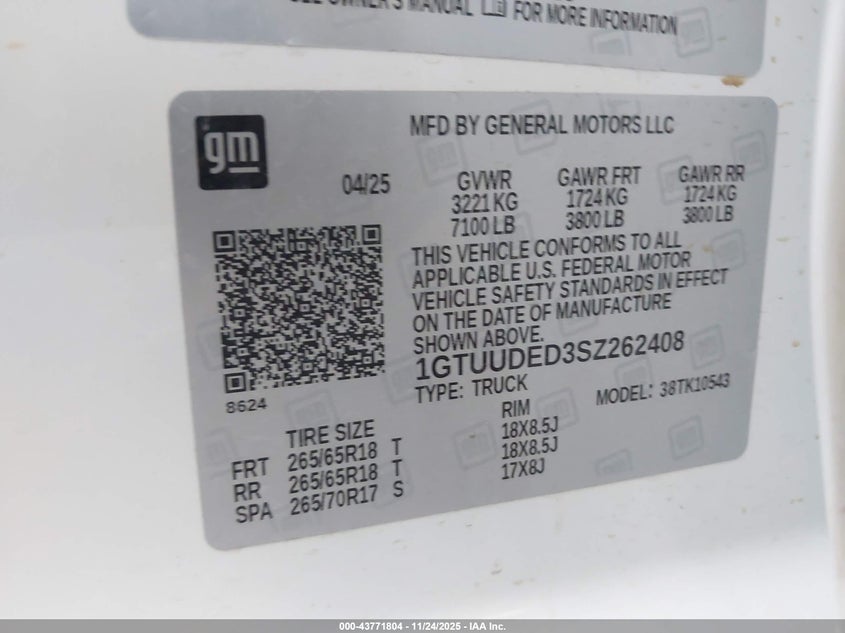 OWNER'S MANUAL FOR MORE INFORMATION
gm
MFD BY GENERAL MOTORS LLC
04/25
GVWR GAWR FRT GAWR RR
3221 KG 1724 KG 1724 KG
7100 LB 3800 LB 3800 LB
THIS VEHICLE CONFORMS TO ALL
APPLICABLE U.S. FEDERAL MOTOR
VEHICLE SAFETY STANDARDS IN EFFECT
ON THE DATE OF MANUFACTURE
SHOWN ABOVE.
1GTUUDED3SZ262408
TYPE: TRUCK MODEL: 38TK10543
8624
TIRE SIZE RIM
FRT 265/65R18 T 18X8.5J
RR 265/65R18 T 18X8.5J
SPA 265/70R17 S 17X8J
000-43771804 - 11/24/2025 - IAA Inc.